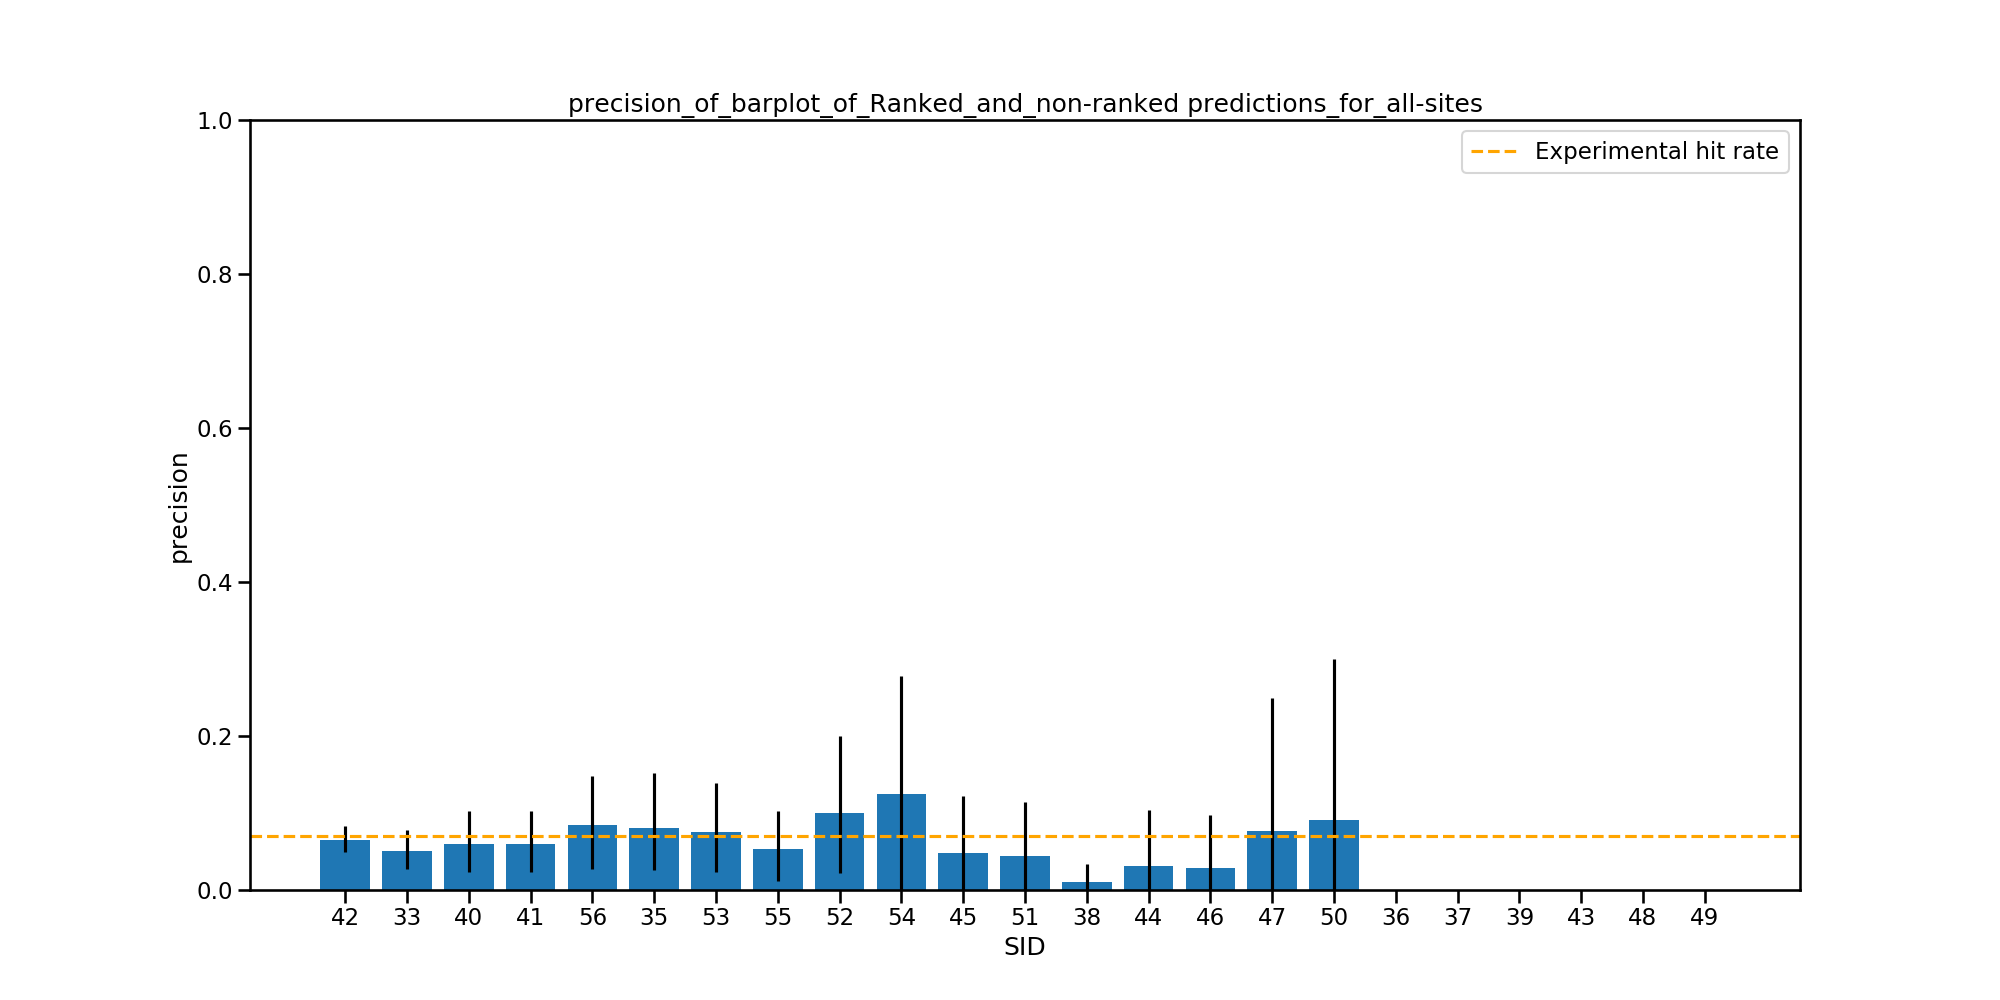 precision_of_barplot_of_Ranked_and_non-ranked predictions_for_all-sites
1.0
Experimental hit rate
0.8
0.6
precision
0.4
0.2
0.0
42 33 40 41 56 35 53 55 52 54 45 51 38 44 46 47 50 36 37 39 43 48 49
SID